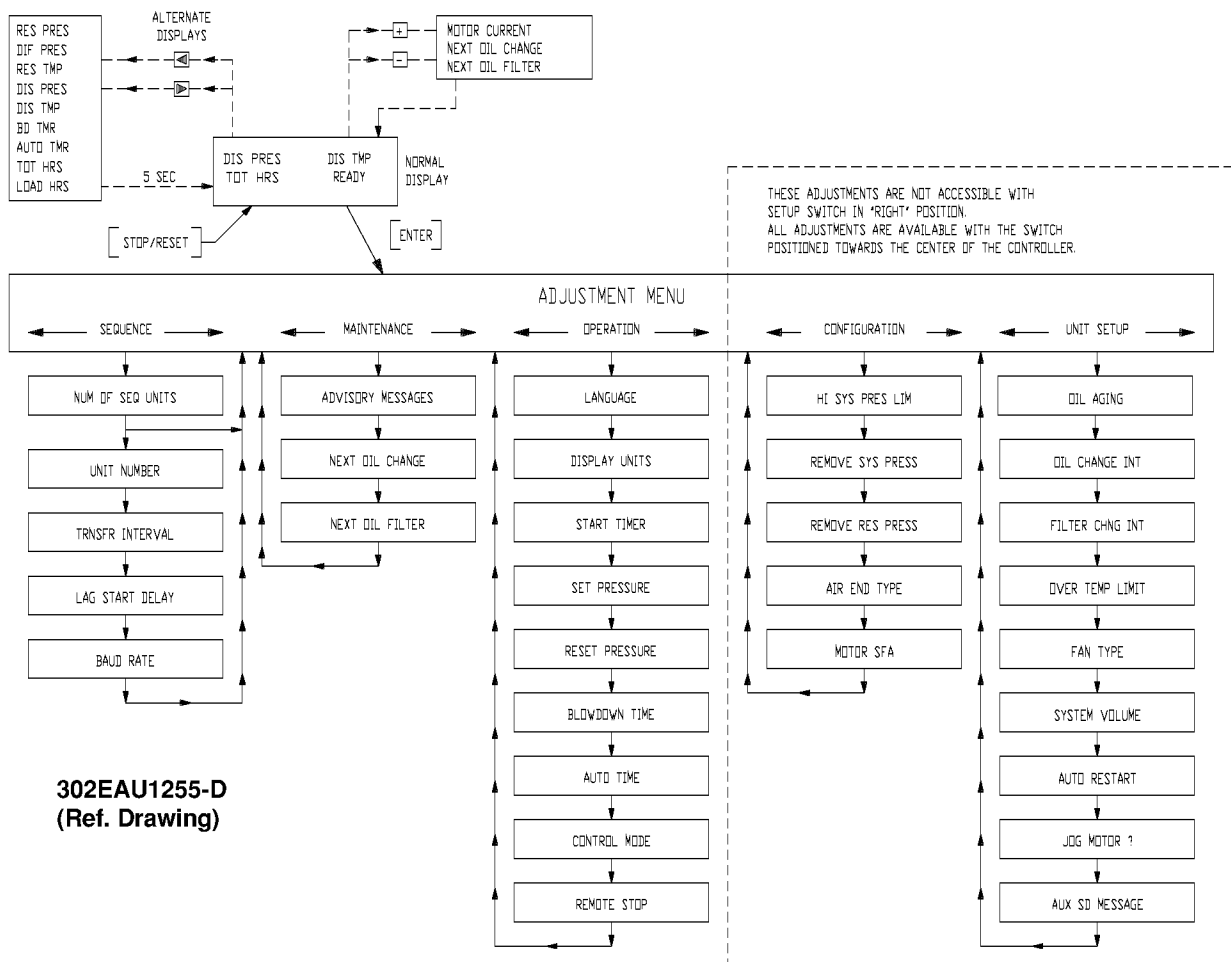 RES PRES
DIF PRES
RES TMP
DIS PRES
DIS TMP
BD TMR
AUTO TMR
TOT HRS
LOAD HRS
ALTERNATE
DISPLAYS
+
-
MOTOR CURRENT
NEXT OIL CHANGE
NEXT OIL FILTER
5 SEC
DIS PRES DIS TMP
TOT HRS READY
NORMAL
DISPLAY
[STOP/RESET]
[ENTER]
THESE ADJUSTMENTS ARE NOT ACCESSIBLE WITH
SETUP SWITCH IN "RIGHT" POSITION.
ALL ADJUSTMENTS ARE AVAILABLE WITH THE SWITCH
POSITIONED TOWARDS THE CENTER OF THE CONTROLLER.
ADJUSTMENT MENU
SEQUENCE
MAINTENANCE
OPERATION
CONFIGURATION
UNIT SETUP
NUM OF SEQ UNITS
UNIT NUMBER
TRNSFR INTERVAL
LAG START DELAY
BAUD RATE
ADVISORY MESSAGES
NEXT OIL CHANGE
NEXT OIL FILTER
LANGUAGE
DISPLAY UNITS
START TIMER
SET PRESSURE
RESET PRESSURE
BLOWDOWN TIME
AUTO TIME
CONTROL MODE
REMOTE STOP
HI SYS PRES LIM
REMOVE SYS PRESS
REMOVE RES PRESS
AIR END TYPE
MOTOR SFA
OIL AGING
OIL CHANGE INT
FILTER CHNG INT
OVER TEMP LIMIT
FAN TYPE
SYSTEM VOLUME
AUTO RESTART
JOG MOTOR ?
AUX SD MESSAGE
302EAU1255-D
(Ref. Drawing)